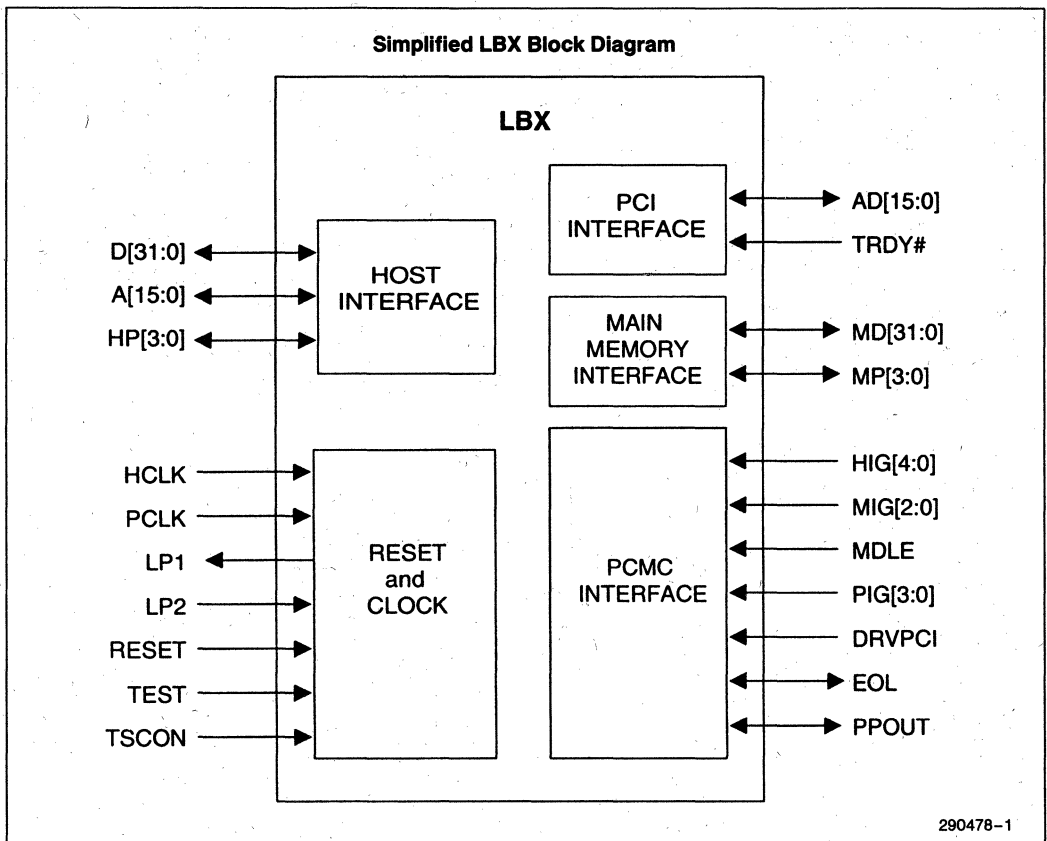 Simplified LBX Block Diagram
LBX
D[31:0]
A[15:0]
HP[3:0]
HOST
INTERFACE
PCI
INTERFACE
AD[15:0]
TRDY#
MAIN
MEMORY
INTERFACE
MD[31:0]
MP[3:0]
HCLK
PCLK
LP1
LP2
RESET
TEST
TSCON
RESET
and
CLOCK
PCMC
INTERFACE
HIG[4:0]
MIG[2:0]
MDLE
PIG[3:0]
DRVPCI
EOL
PPOUT
290478-1